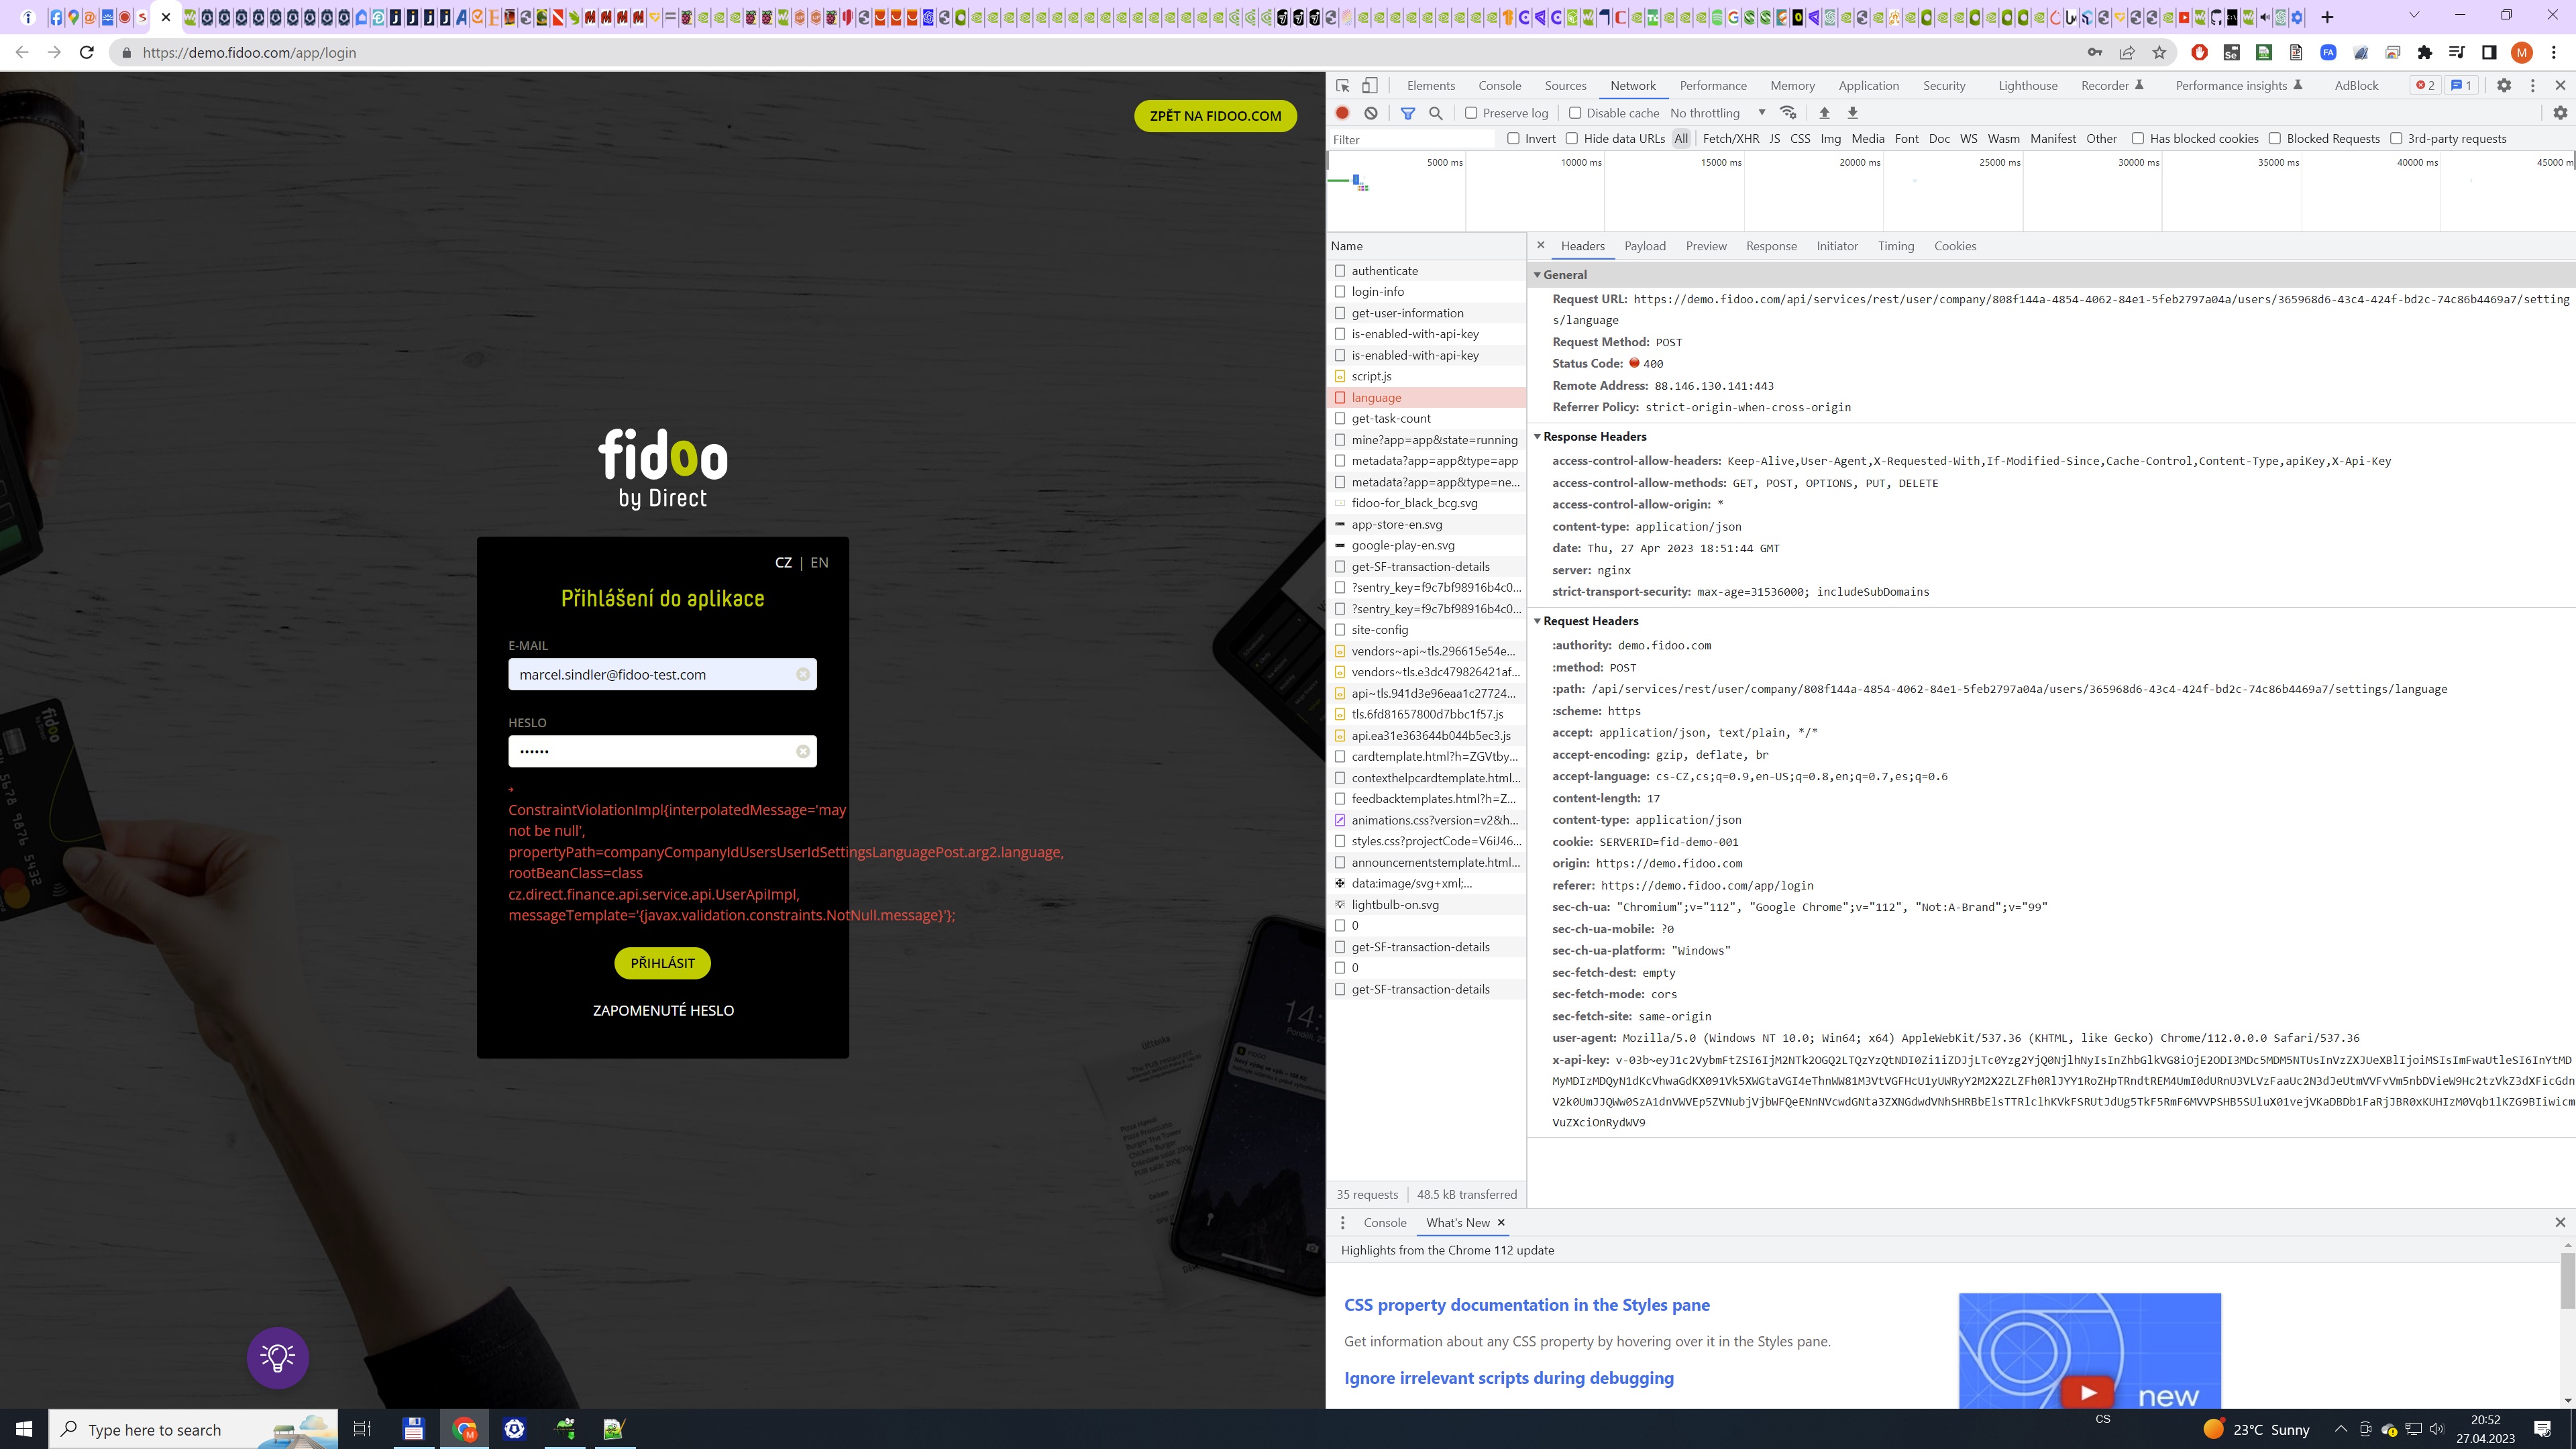 https://demo.fidoo.com/app/login
ZPĚT NA FIDOO.COM
fidoo
by Direct
CZ | EN
Přihlášení do aplikace
E-MAIL
marcel.sindler@fidoo-test.com
HESLO
••••••
ConstraintViolationImpl{interpolatedMessage='may
not be null',
propertyPath=companyCompanyIdUsersUserIdSettingsLanguagePost.arg2.language,
rootBeanClass=class
cz.direct.finance.api.service.api.UserApiImpl,
messageTemplate='{javax.validation.constraints.NotNull.message}'};
PŘIHLÁSIT
ZAPOMENUTÉ HESLO
Elements Console Sources Network Performance Memory Application Security Lighthouse Recorder Performance insights AdBlock 2 1
Preserve log Disable cache No throttling
Filter Invert Hide data URLs All Fetch/XHR JS CSS Img Media Font Doc WS Wasm Manifest Other Has blocked cookies Blocked Requests 3rd-party requests
5000 ms 10000 ms 15000 ms 20000 ms 25000 ms 30000 ms 35000 ms 40000 ms 45000 m
Name
authenticate
login-info
get-user-information
is-enabled-with-api-key
is-enabled-with-api-key
script.js
language
get-task-count
mine?app=app&state=running
metadata?app=app&type=app
metadata?app=app&type=ne...
fidoo-for_black_bcg.svg
app-store-en.svg
google-play-en.svg
get-SF-transaction-details
?sentry_key=f9c7bf98916b4c0...
?sentry_key=f9c7bf98916b4c0...
site-config
vendors~api~tls.296615e54e...
vendors~tls.e3dc479826421af...
api~tls.941d3e96eaa1c27724...
tls.6fd81657800d7bbc1f57.js
api.ea31e363644b044b5ec3.js
cardtemplate.html?h=ZGVtby...
contexthelpcardtemplate.html...
feedbacktemplates.html?h=Z...
animations.css?version=v2&h...
styles.css?projectCode=V6iJ46...
announcementstemplate.html...
data:image/svg+xml;...
lightbulb-on.svg
0
get-SF-transaction-details
0
get-SF-transaction-details
35 requests 48.5 kB transferred
Headers Payload Preview Response Initiator Timing Cookies
General
Request URL: https://demo.fidoo.com/api/services/rest/user/company/808f144a-4854-4062-84e1-5feb2797a04a/users/365968d6-43c4-424f-bd2c-74c86b4469a7/setting
s/language
Request Method: POST
Status Code: 400
Remote Address: 88.146.130.141:443
Referrer Policy: strict-origin-when-cross-origin
Response Headers
access-control-allow-headers: Keep-Alive,User-Agent,X-Requested-With,If-Modified-Since,Cache-Control,Content-Type,apiKey,X-Api-Key
access-control-allow-methods: GET, POST, OPTIONS, PUT, DELETE
access-control-allow-origin: *
content-type: application/json
date: Thu, 27 Apr 2023 18:51:44 GMT
server: nginx
strict-transport-security: max-age=31536000; includeSubDomains
Request Headers
:authority: demo.fidoo.com
:method: POST
:path: /api/services/rest/user/company/808f144a-4854-4062-84e1-5feb2797a04a/users/365968d6-43c4-424f-bd2c-74c86b4469a7/settings/language
:scheme: https
accept: application/json, text/plain, */*
accept-encoding: gzip, deflate, br
accept-language: cs-CZ,cs;q=0.9,en-US;q=0.8,en;q=0.7,es;q=0.6
content-length: 17
content-type: application/json
cookie: SERVERID=fid-demo-001
origin: https://demo.fidoo.com
referer: https://demo.fidoo.com/app/login
sec-ch-ua: "Chromium";v="112", "Google Chrome";v="112", "Not:A-Brand";v="99"
sec-ch-ua-mobile: ?0
sec-ch-ua-platform: "Windows"
sec-fetch-dest: empty
sec-fetch-mode: cors
sec-fetch-site: same-origin
user-agent: Mozilla/5.0 (Windows NT 10.0; Win64; x64) AppleWebKit/537.36 (KHTML, like Gecko) Chrome/112.0.0.0 Safari/537.36
x-api-key:
Console What's New
Highlights from the Chrome 112 update
CSS property documentation in the Styles pane
Get information about any CSS property by hovering over it in the Styles pane.
Ignore irrelevant scripts during debugging
new
Type here to search
CS
23°C Sunny
20:52
27.04.2023